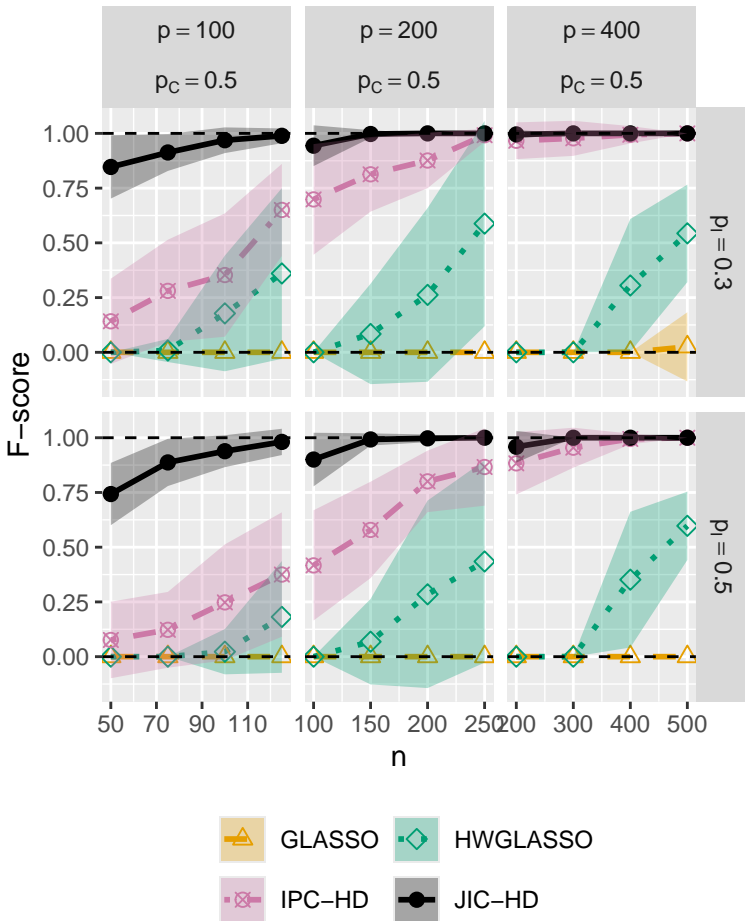 p = 100
p = 200
p = 400
p_C = 0.5
p_C = 0.5
p_C = 0.5
F−score
1.00
0.75
0.50
0.25
0.00
p_I = 0.3
1.00
0.75
0.50
0.25
0.00
p_I = 0.5
50
70
90
110
100
150
200
250
200
300
400
500
n
GLASSO
HWGLASSO
IPC−HD
JIC−HD